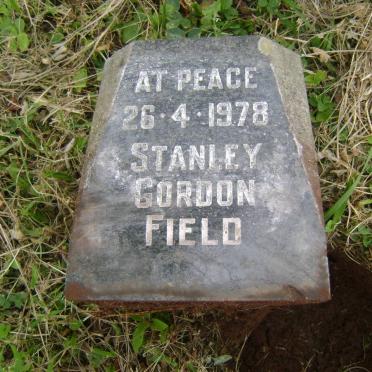 AT PEACE
26·4·1978
STANLEY
GORDON
FIELD